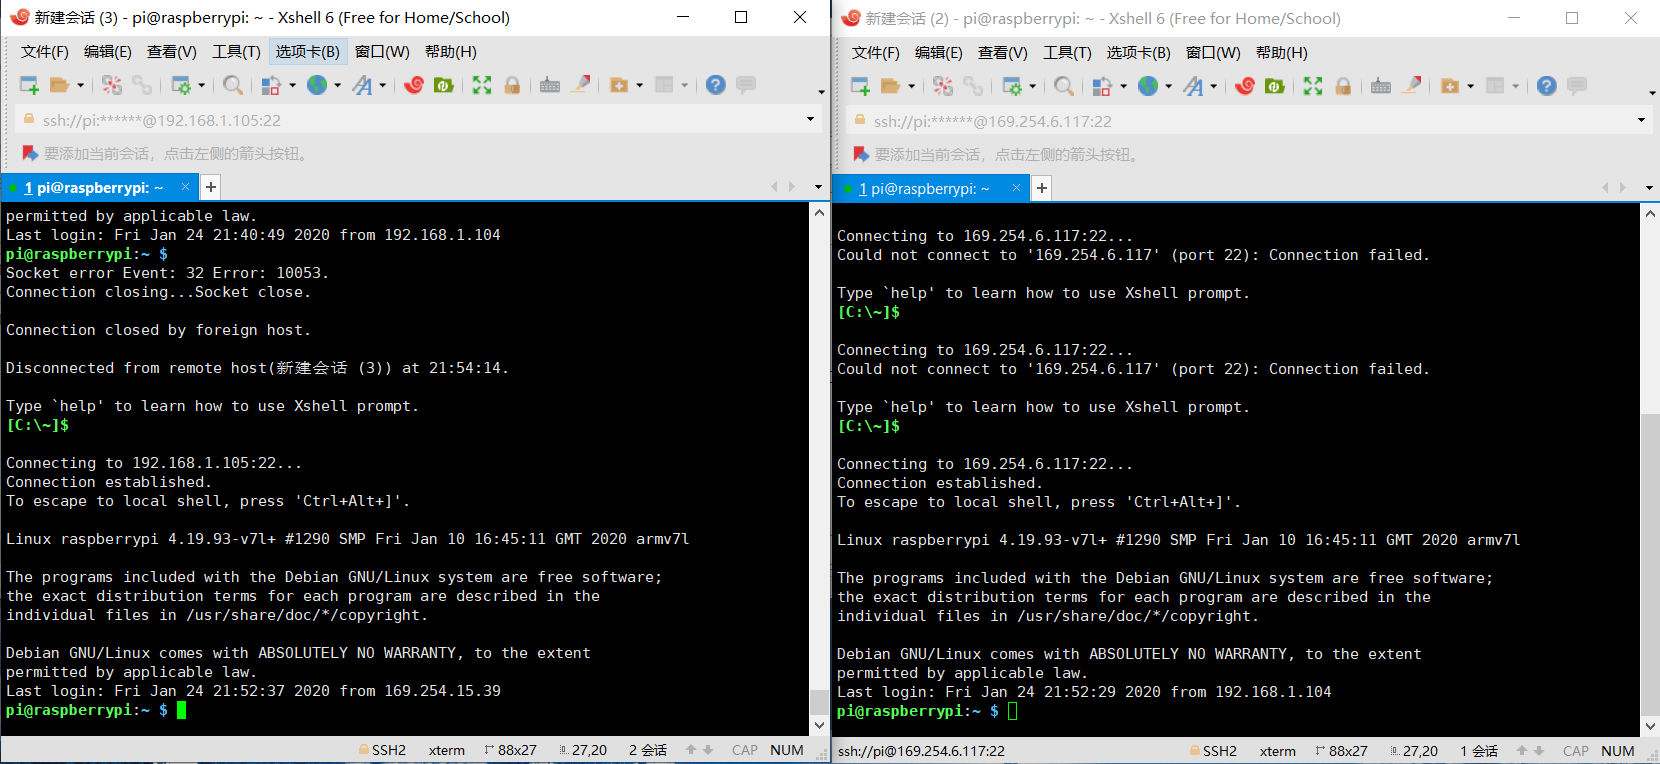 新建会话 (3) - pi@raspberrypi: ~ - Xshell 6 (Free for Home/School)
文件(F) 编辑(E) 查看(V) 工具(T) 选项卡(B) 窗口(W) 帮助(H)
ssh://pi:******@192.168.1.105:22
要添加当前会话，点击左侧的箭头按钮。
1 pi@raspberrypi: ~ × +
permitted by applicable law.
Last login: Fri Jan 24 21:40:49 2020 from 192.168.1.104
pi@raspberrypi:~ $
Socket error Event: 32 Error: 10053.
Connection closing...Socket close.
Connection closed by foreign host.
Disconnected from remote host(新建会话 (3)) at 21:54:14.
Type `help' to learn how to use Xshell prompt.
[C:\~]$
Connecting to 192.168.1.105:22...
Connection established.
To escape to local shell, press 'Ctrl+Alt+]'.
Linux raspberrypi 4.19.93-v7l+ #1290 SMP Fri Jan 10 16:45:11 GMT 2020 armv7l
The programs included with the Debian GNU/Linux system are free software;
the exact distribution terms for each program are described in the
individual files in /usr/share/doc/*/copyright.
Debian GNU/Linux comes with ABSOLUTELY NO WARRANTY, to the extent
permitted by applicable law.
Last login: Fri Jan 24 21:52:37 2020 from 169.254.15.39
pi@raspberrypi:~ $
SSH2 xterm 88x27 27,20 2 会话 CAP NUM
新建会话 (2) - pi@raspberrypi: ~ - Xshell 6 (Free for Home/School)
文件(F) 编辑(E) 查看(V) 工具(T) 选项卡(B) 窗口(W) 帮助(H)
ssh://pi:******@169.254.6.117:22
要添加当前会话，点击左侧的箭头按钮。
1 pi@raspberrypi: ~ × +
Connecting to 169.254.6.117:22...
Could not connect to '169.254.6.117' (port 22): Connection failed.
Type `help' to learn how to use Xshell prompt.
[C:\~]$
Connecting to 169.254.6.117:22...
Could not connect to '169.254.6.117' (port 22): Connection failed.
Type `help' to learn how to use Xshell prompt.
[C:\~]$
Connecting to 169.254.6.117:22...
Connection established.
To escape to local shell, press 'Ctrl+Alt+]'.
Linux raspberrypi 4.19.93-v7l+ #1290 SMP Fri Jan 10 16:45:11 GMT 2020 armv7l
The programs included with the Debian GNU/Linux system are free software;
the exact distribution terms for each program are described in the
individual files in /usr/share/doc/*/copyright.
Debian GNU/Linux comes with ABSOLUTELY NO WARRANTY, to the extent
permitted by applicable law.
Last login: Fri Jan 24 21:52:29 2020 from 192.168.1.104
pi@raspberrypi:~ $
ssh://pi@169.254.6.117:22 SSH2 xterm 88x27 27,20 1 会话 CAP NUM